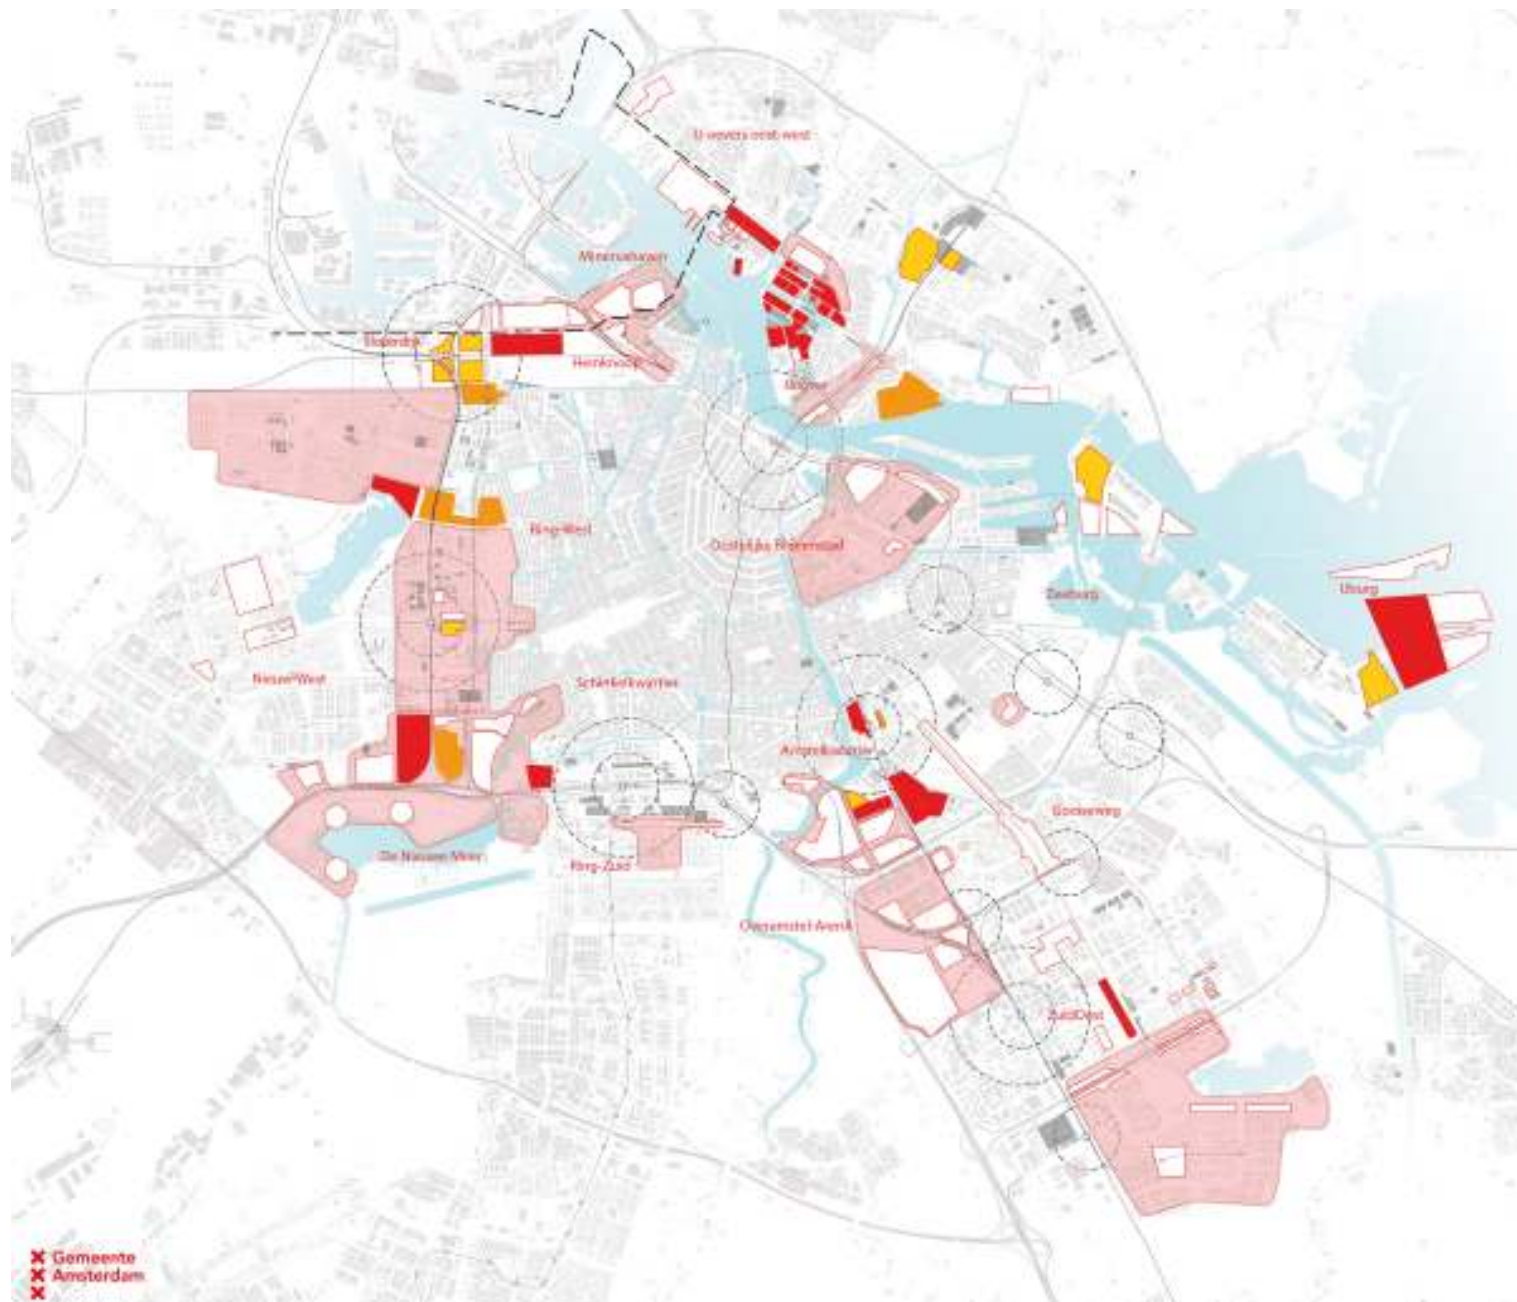 IJ-oevers oost-west
Minervahaven
Sloterdijk
Hemknoop
Ring-West
Oostelijke Binnenstad
Zeeburg
IJburg
Nieuw-West
Schinkelkwartier
Amstelkwartier
Gooiseweg
De Nieuwe Meer
Ring-Zuid
Overamstel-ArenA
ZuidOost
Gemeente
Amsterdam